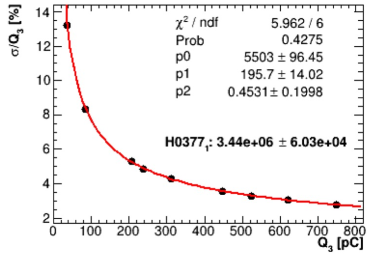 σ/Q3 [%]
χ² / ndf 5.962 / 6
Prob 0.4275
p0 5503 ± 96.45
p1 195.7 ± 14.02
p2 0.4531 ± 0.1998
H0377₁: 3.44e+06 ± 6.03e+04
14
12
10
8
6
4
2
0 100 200 300 400 500 600 700 800
Q3 [pC]